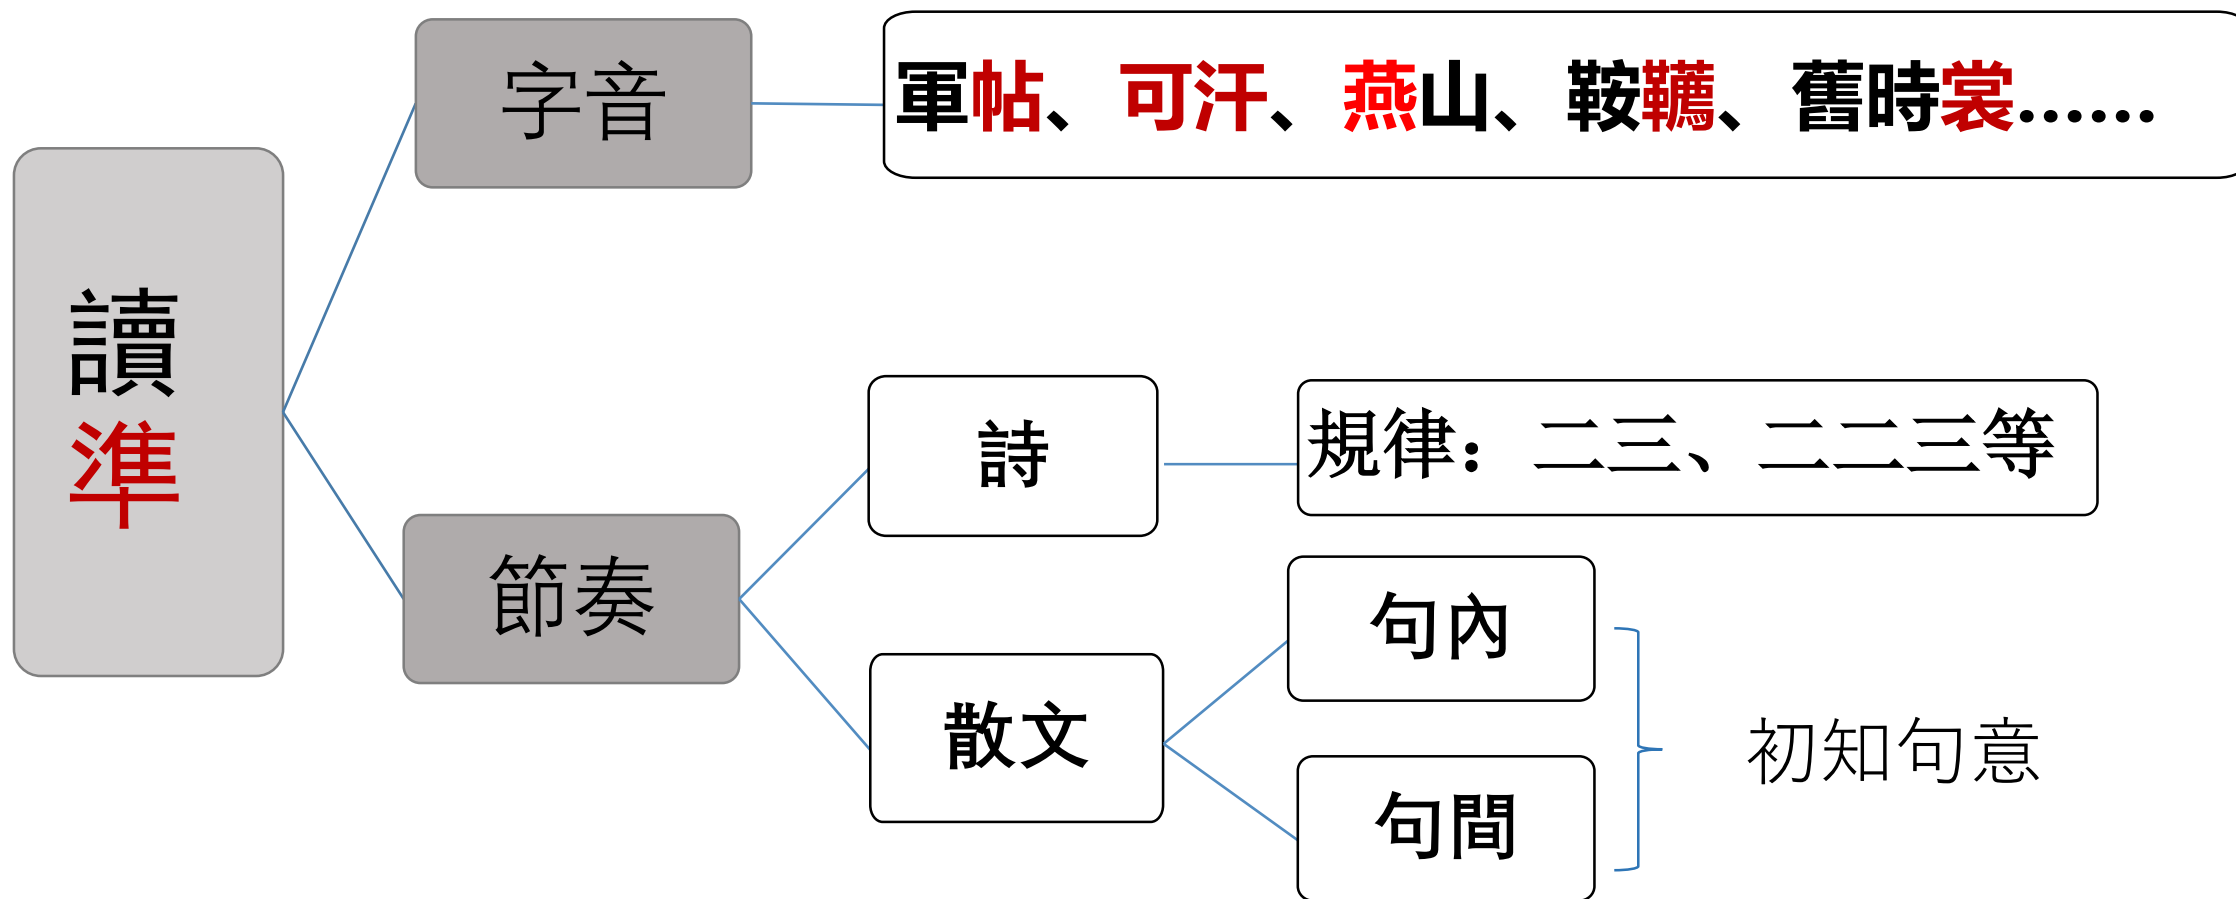 讀
準
字音
軍帖、可汗、燕山、鞍韉、舊時裳……
節奏
詩
規律：二三、二二三等
散文
句內
句間
初知句意